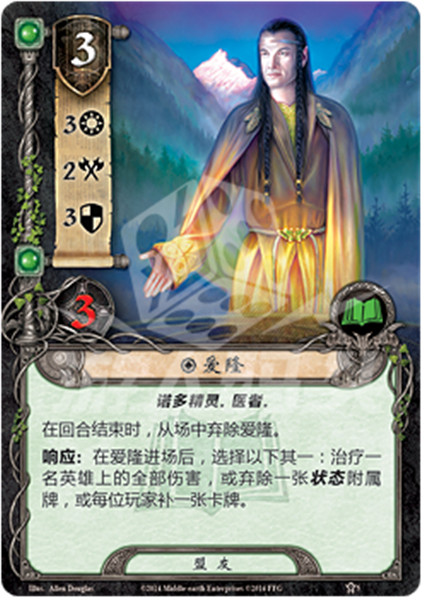 3
3
2
3
3
爱隆
诺多精灵. 医者.
在回合结束时，从场中弃除爱隆。
响应：在爱隆进场后，选择以下其一：治疗一
名英雄上的全部伤害，或弃除一张状态附属
牌，或每位玩家补一张卡牌。
盟友
Illus. Allen Douglas ©2014 Middle-earth Enterprises ©2014 FFG